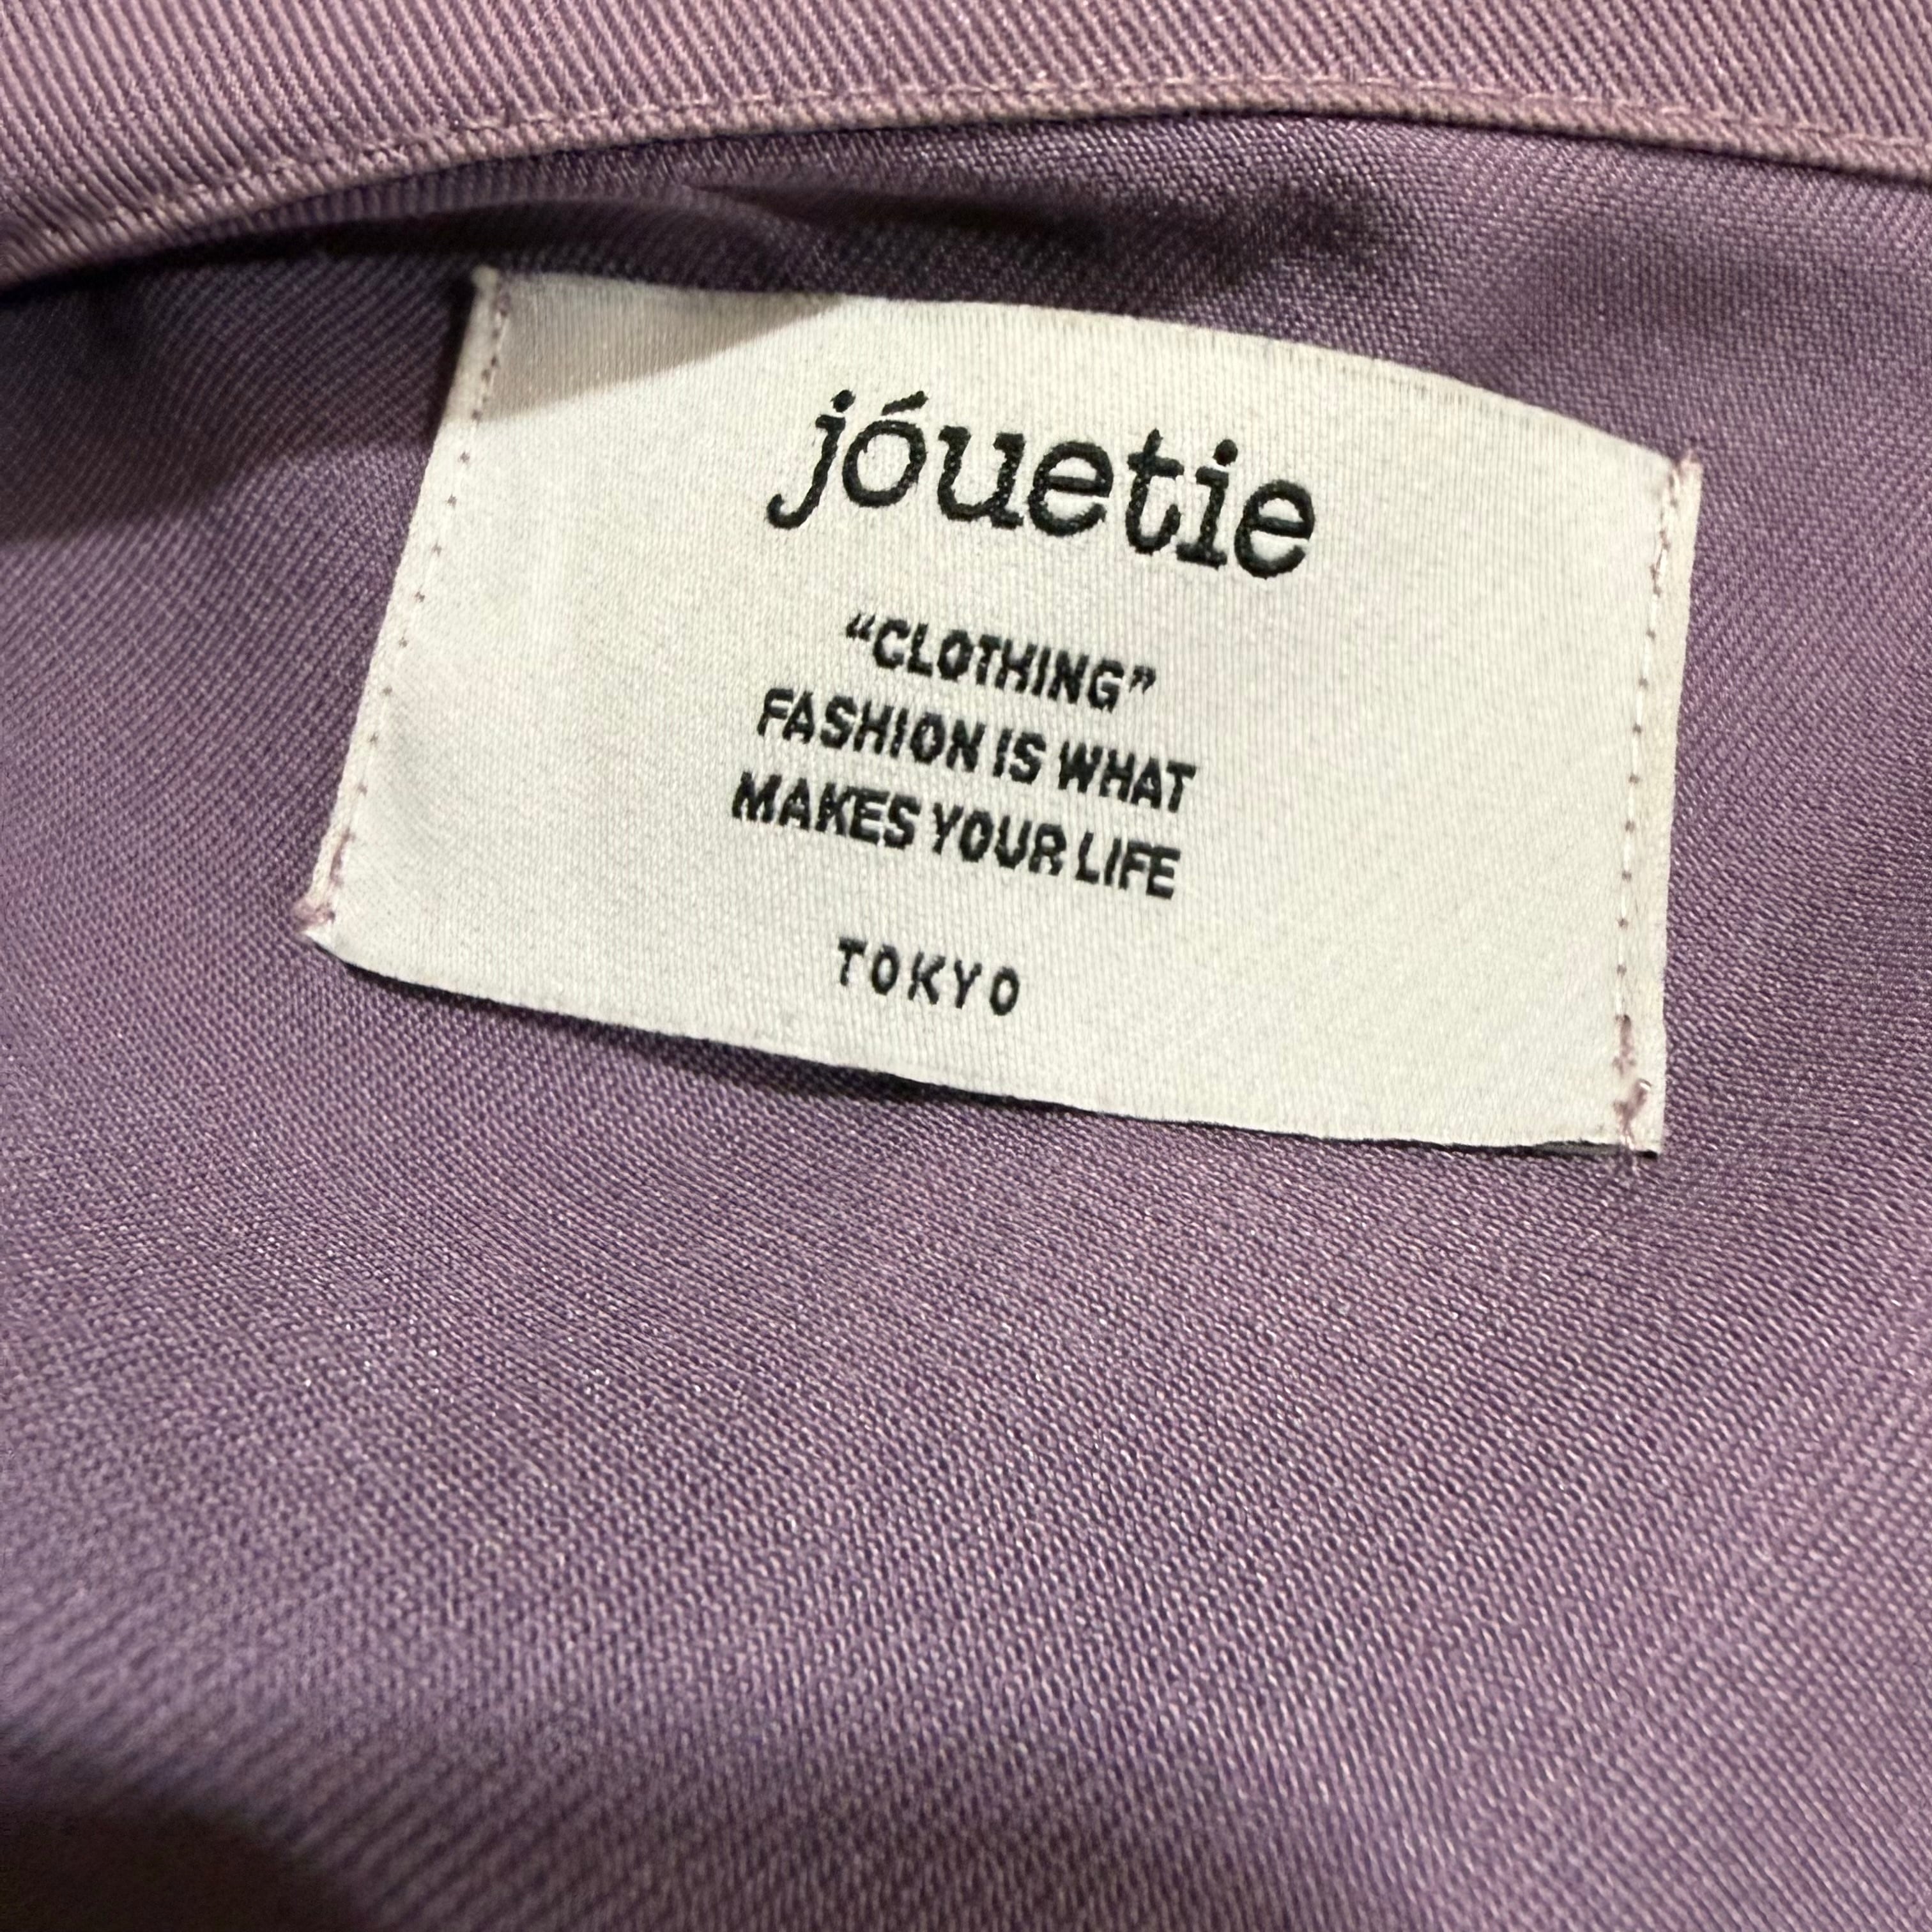 jóuetie
“CLOTHING”
FASHION IS WHAT
MAKES YOUR LIFE
TOKYO